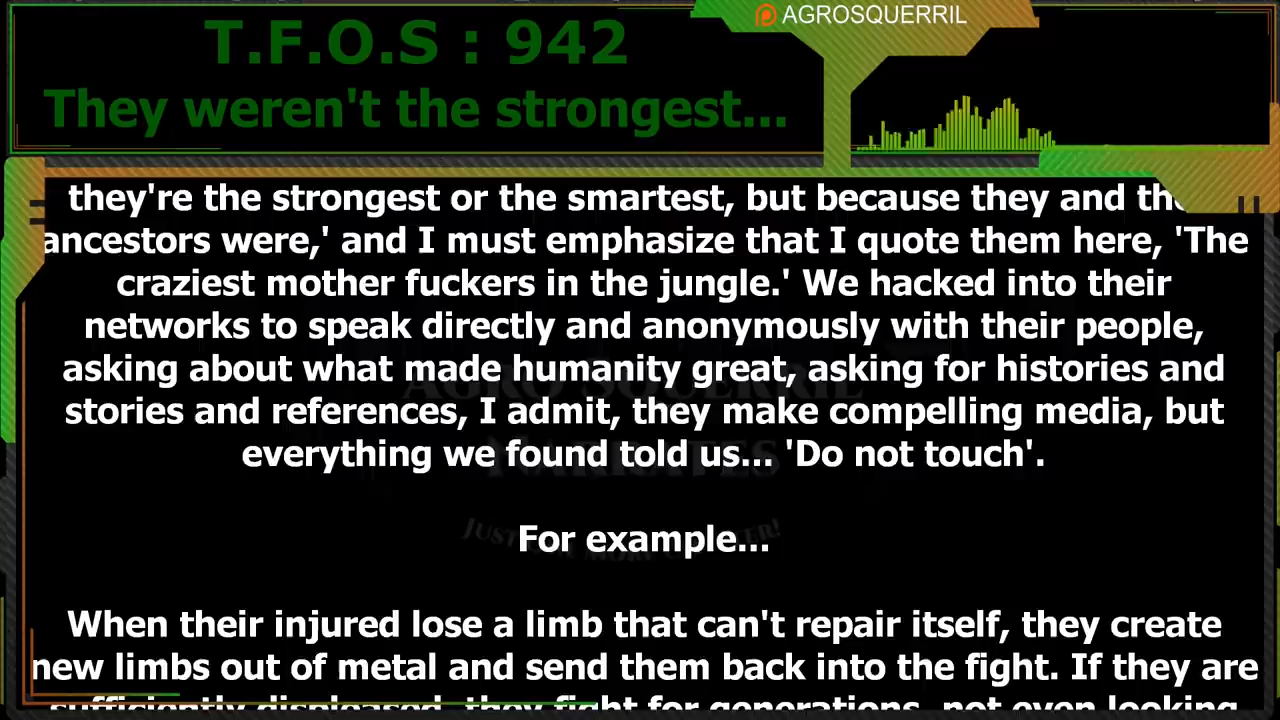 AGROSQUERRIL
T.F.O.S : 942
They weren't the strongest...
they're the strongest or the smartest, but because they and
ancestors were,' and I must emphasize that I quote them here, 'The
craziest mother fuckers in the jungle.' We hacked into their
networks to speak directly and anonymously with their people,
asking about what made humanity great, asking for histories and
stories and references, I admit, they make compelling media, but
everything we found told us... 'Do not touch'.
For example...
When their injured lose a limb that can't repair itself, they create
new limbs out of metal and send them back into the fight. If they are
sufficiently displeased, they fight for generations, not even looking